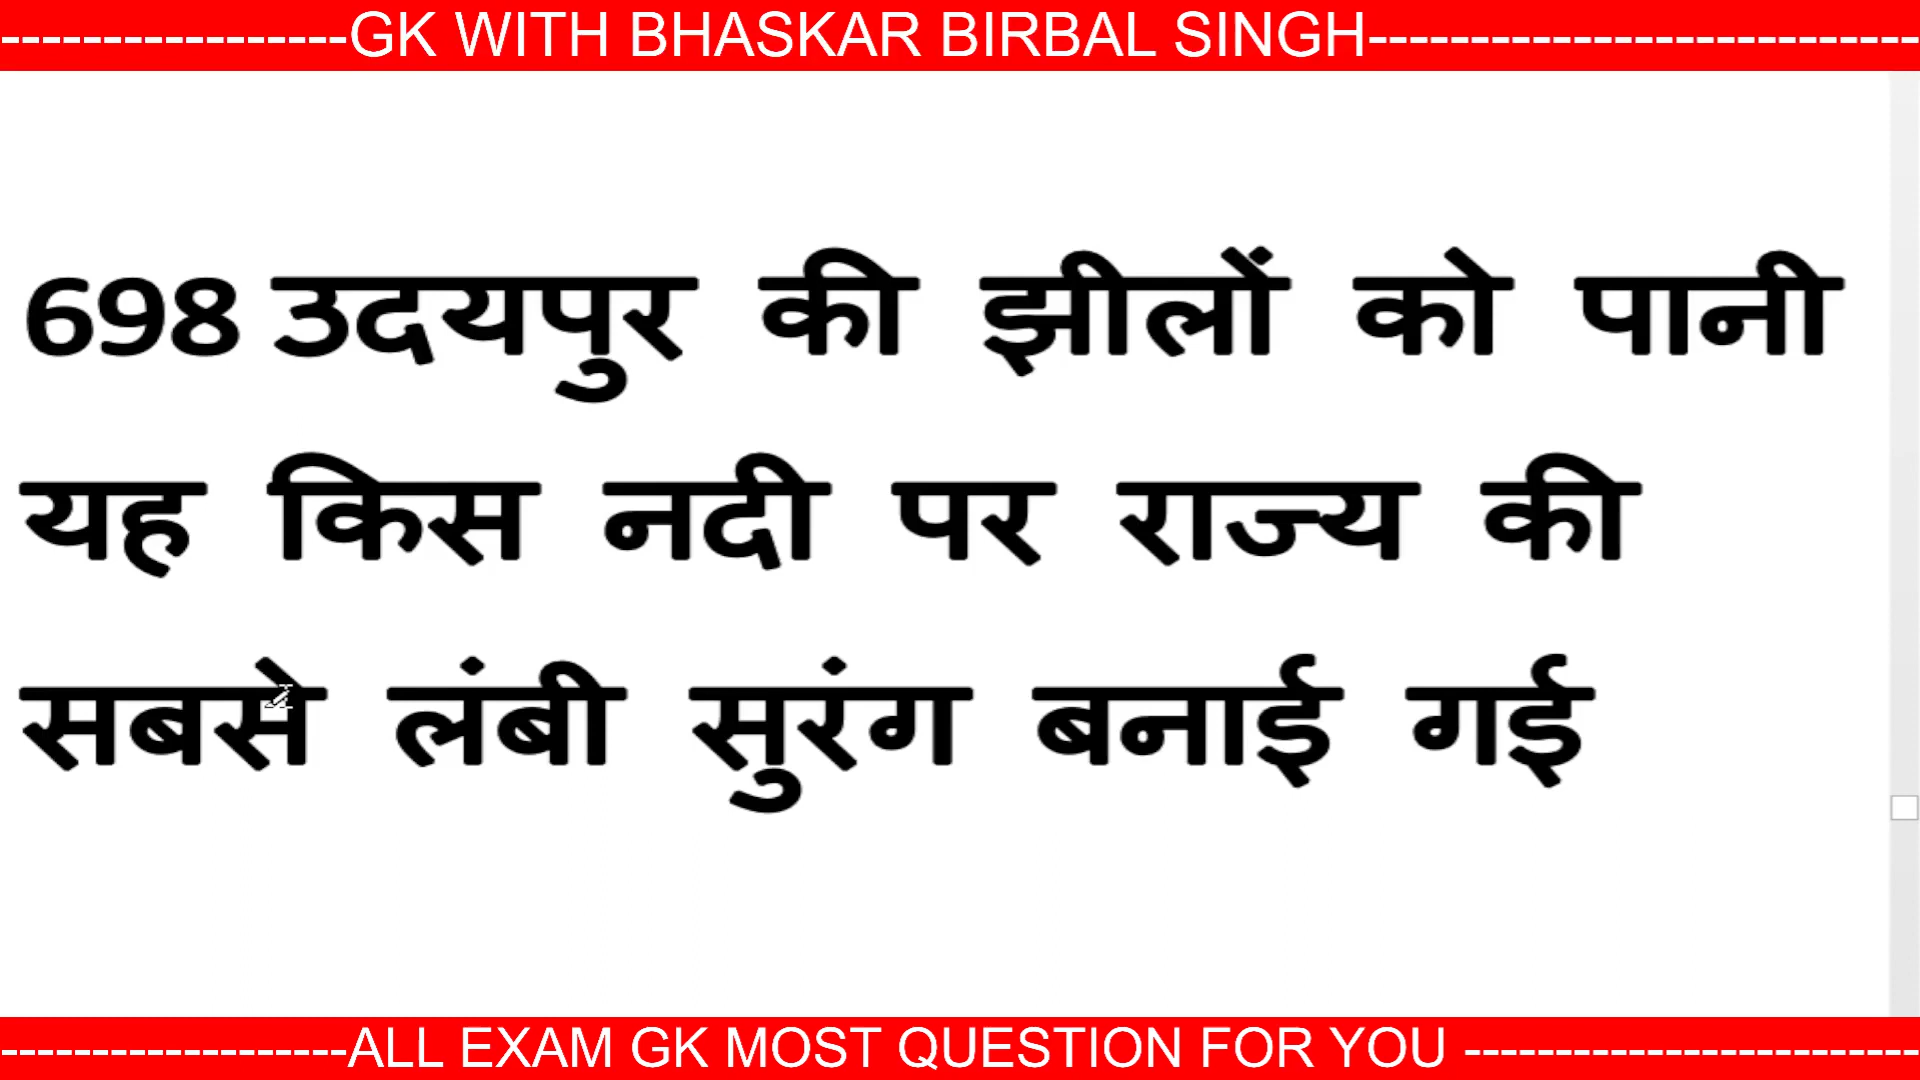 -----------------GK WITH BHASKAR BIRBAL SINGH---------------------------
698 उदयपुर की झीलों को पानी
यह किस नदी पर राज्य की
सबसे लंबी सुरंग बनाई गई
-----------------ALL EXAM GK MOST QUESTION FOR YOU -----------------------